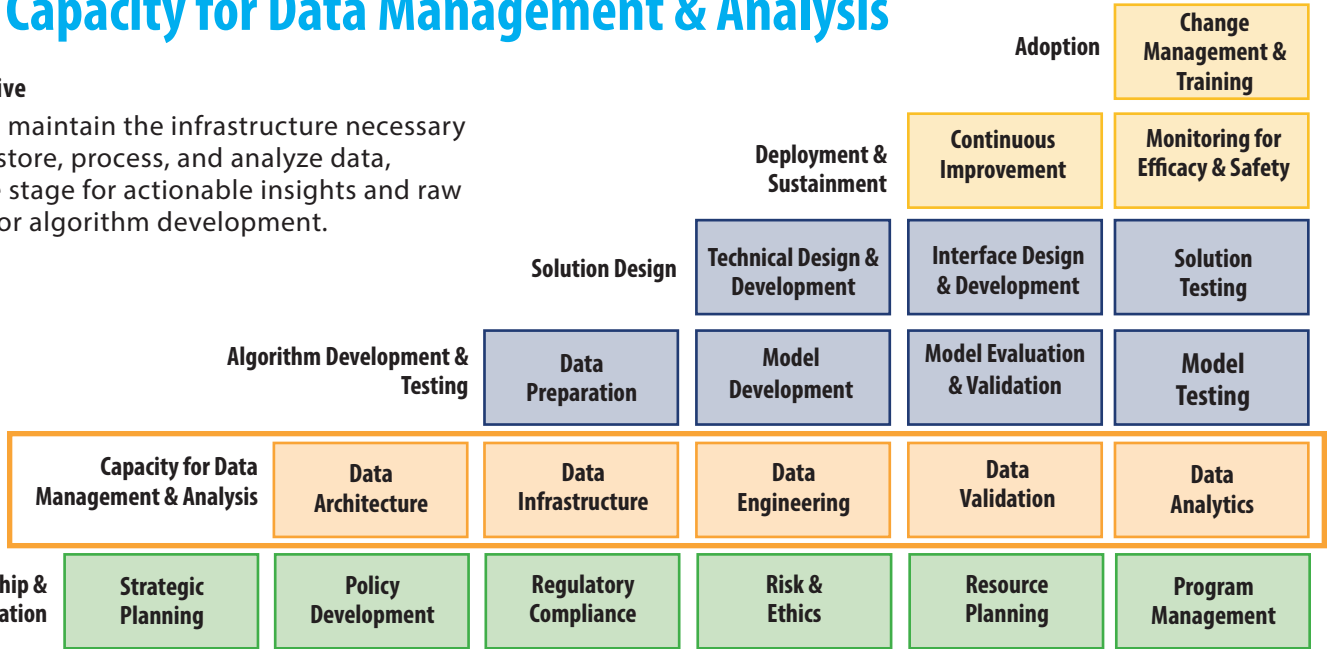 Capacity for Data Management & Analysis
ive
maintain the infrastructure necessary
store, process, and analyze data,
stage for actionable insights and raw
or algorithm development.
Adoption
Change
Management &
Training
Deployment &
Sustainment
Continuous
Improvement
Monitoring for
Efficacy & Safety
Solution Design
Technical Design &
Development
Interface Design
& Development
Solution
Testing
Algorithm Development &
Testing
Data
Preparation
Model
Development
Model Evaluation
& Validation
Model
Testing
Capacity for Data
Management & Analysis
Data
Architecture
Data
Infrastructure
Data
Engineering
Data
Validation
Data
Analytics
hip &
ation
Strategic
Planning
Policy
Development
Regulatory
Compliance
Risk &
Ethics
Resource
Planning
Program
Management